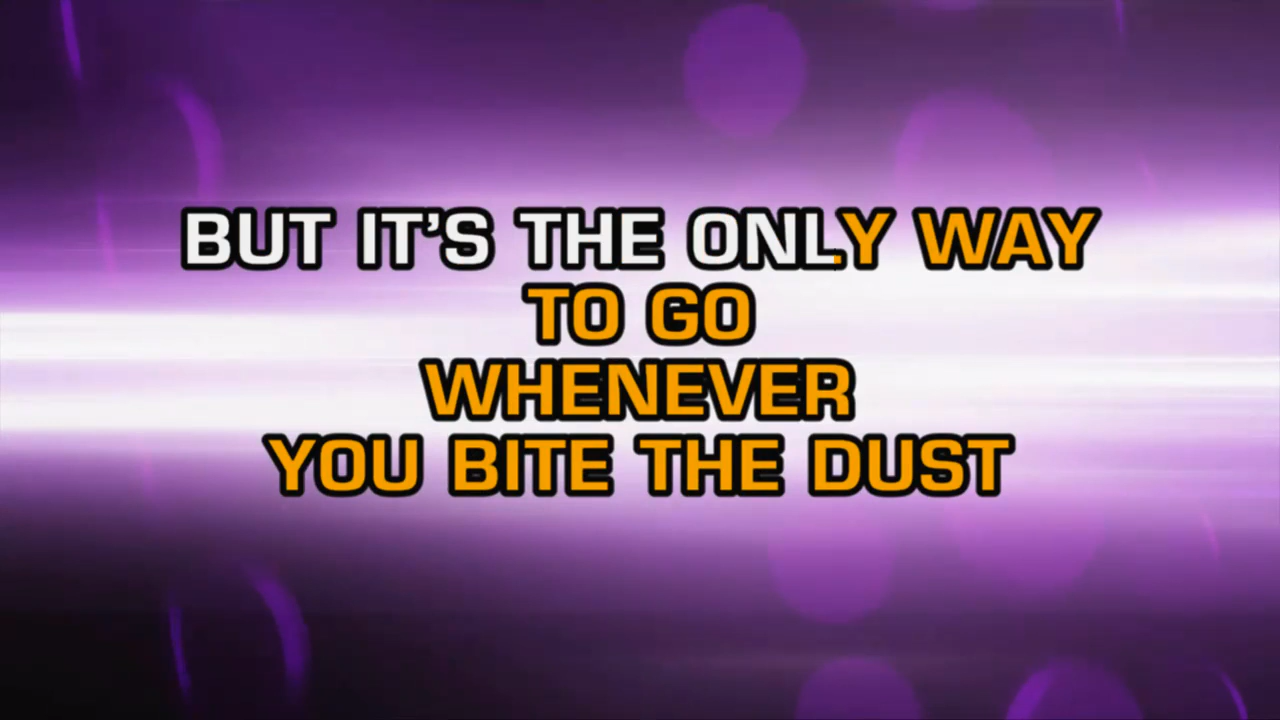 BUT IT'S THE ONLY WAY
TO GO
WHENEVER
YOU BITE THE DUST